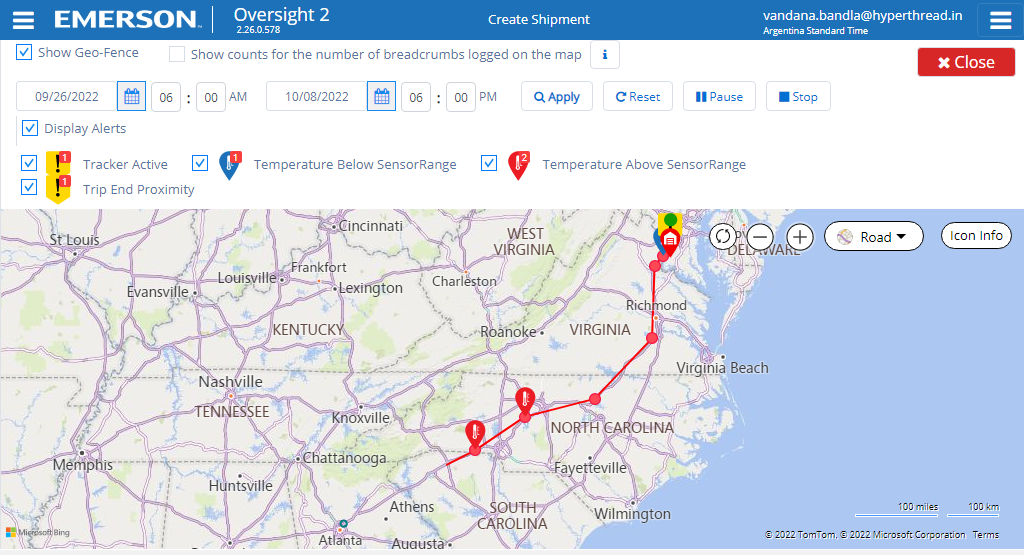 EMERSON
Oversight 2
2.26.0.578
Create Shipment
vandana.bandla@hyperthread.in
Argentina Standard Time
Show Geo-Fence
Show counts for the number of breadcrumbs logged on the map
i
Close
09/26/2022
06 : 00 AM
10/08/2022
06 : 00 PM
Apply
Reset
Pause
Stop
Display Alerts
1 Tracker Active
1 Temperature Below SensorRange
2 Temperature Above SensorRange
1 Trip End Proximity
Cincinnati
WEST
VIRGINIA
DELAWARE
Road
Icon Info
St Louis
Frankfort
Louisville
Lexington
Evansville
Charleston
Richmond
KENTUCKY
Roanoke
VIRGINIA
Virginia Beach
Nashville
TENNESSEE
Knoxville
NORTH CAROLINA
Memphis
Chattanooga
Fayetteville
Huntsville
Athens
SOUTH
CAROLINA
Wilmington
Atlanta
Augusta
100 miles
100 km
Microsoft Bing
© 2022 TomTom, © 2022 Microsoft Corporation Terms